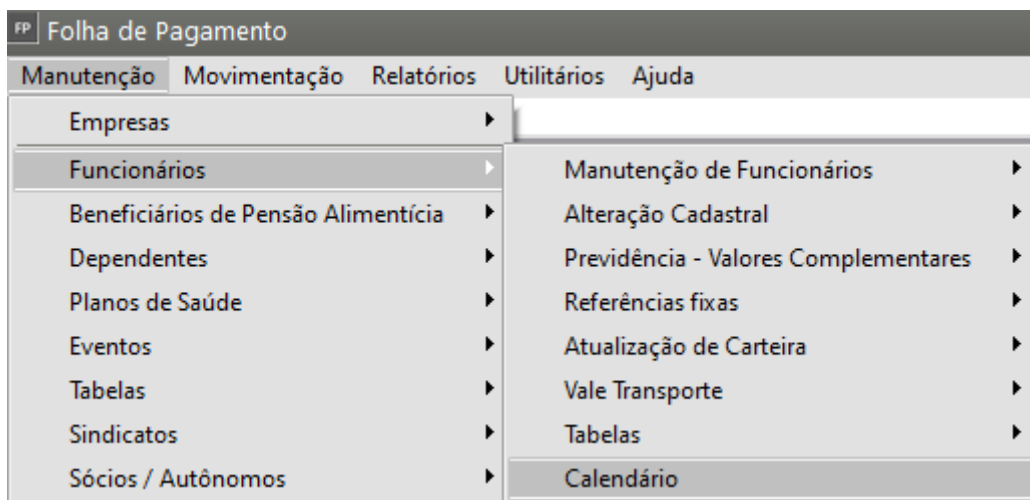 FP Folha de Pagamento
Manutenção Movimentação Relatórios Utilitários Ajuda
Empresas
Funcionários
Beneficiários de Pensão Alimentícia
Dependentes
Planos de Saúde
Eventos
Tabelas
Sindicatos
Sócios / Autônomos
Manutenção de Funcionários
Alteração Cadastral
Previdência - Valores Complementares
Referências fixas
Atualização de Carteira
Vale Transporte
Tabelas
Calendário